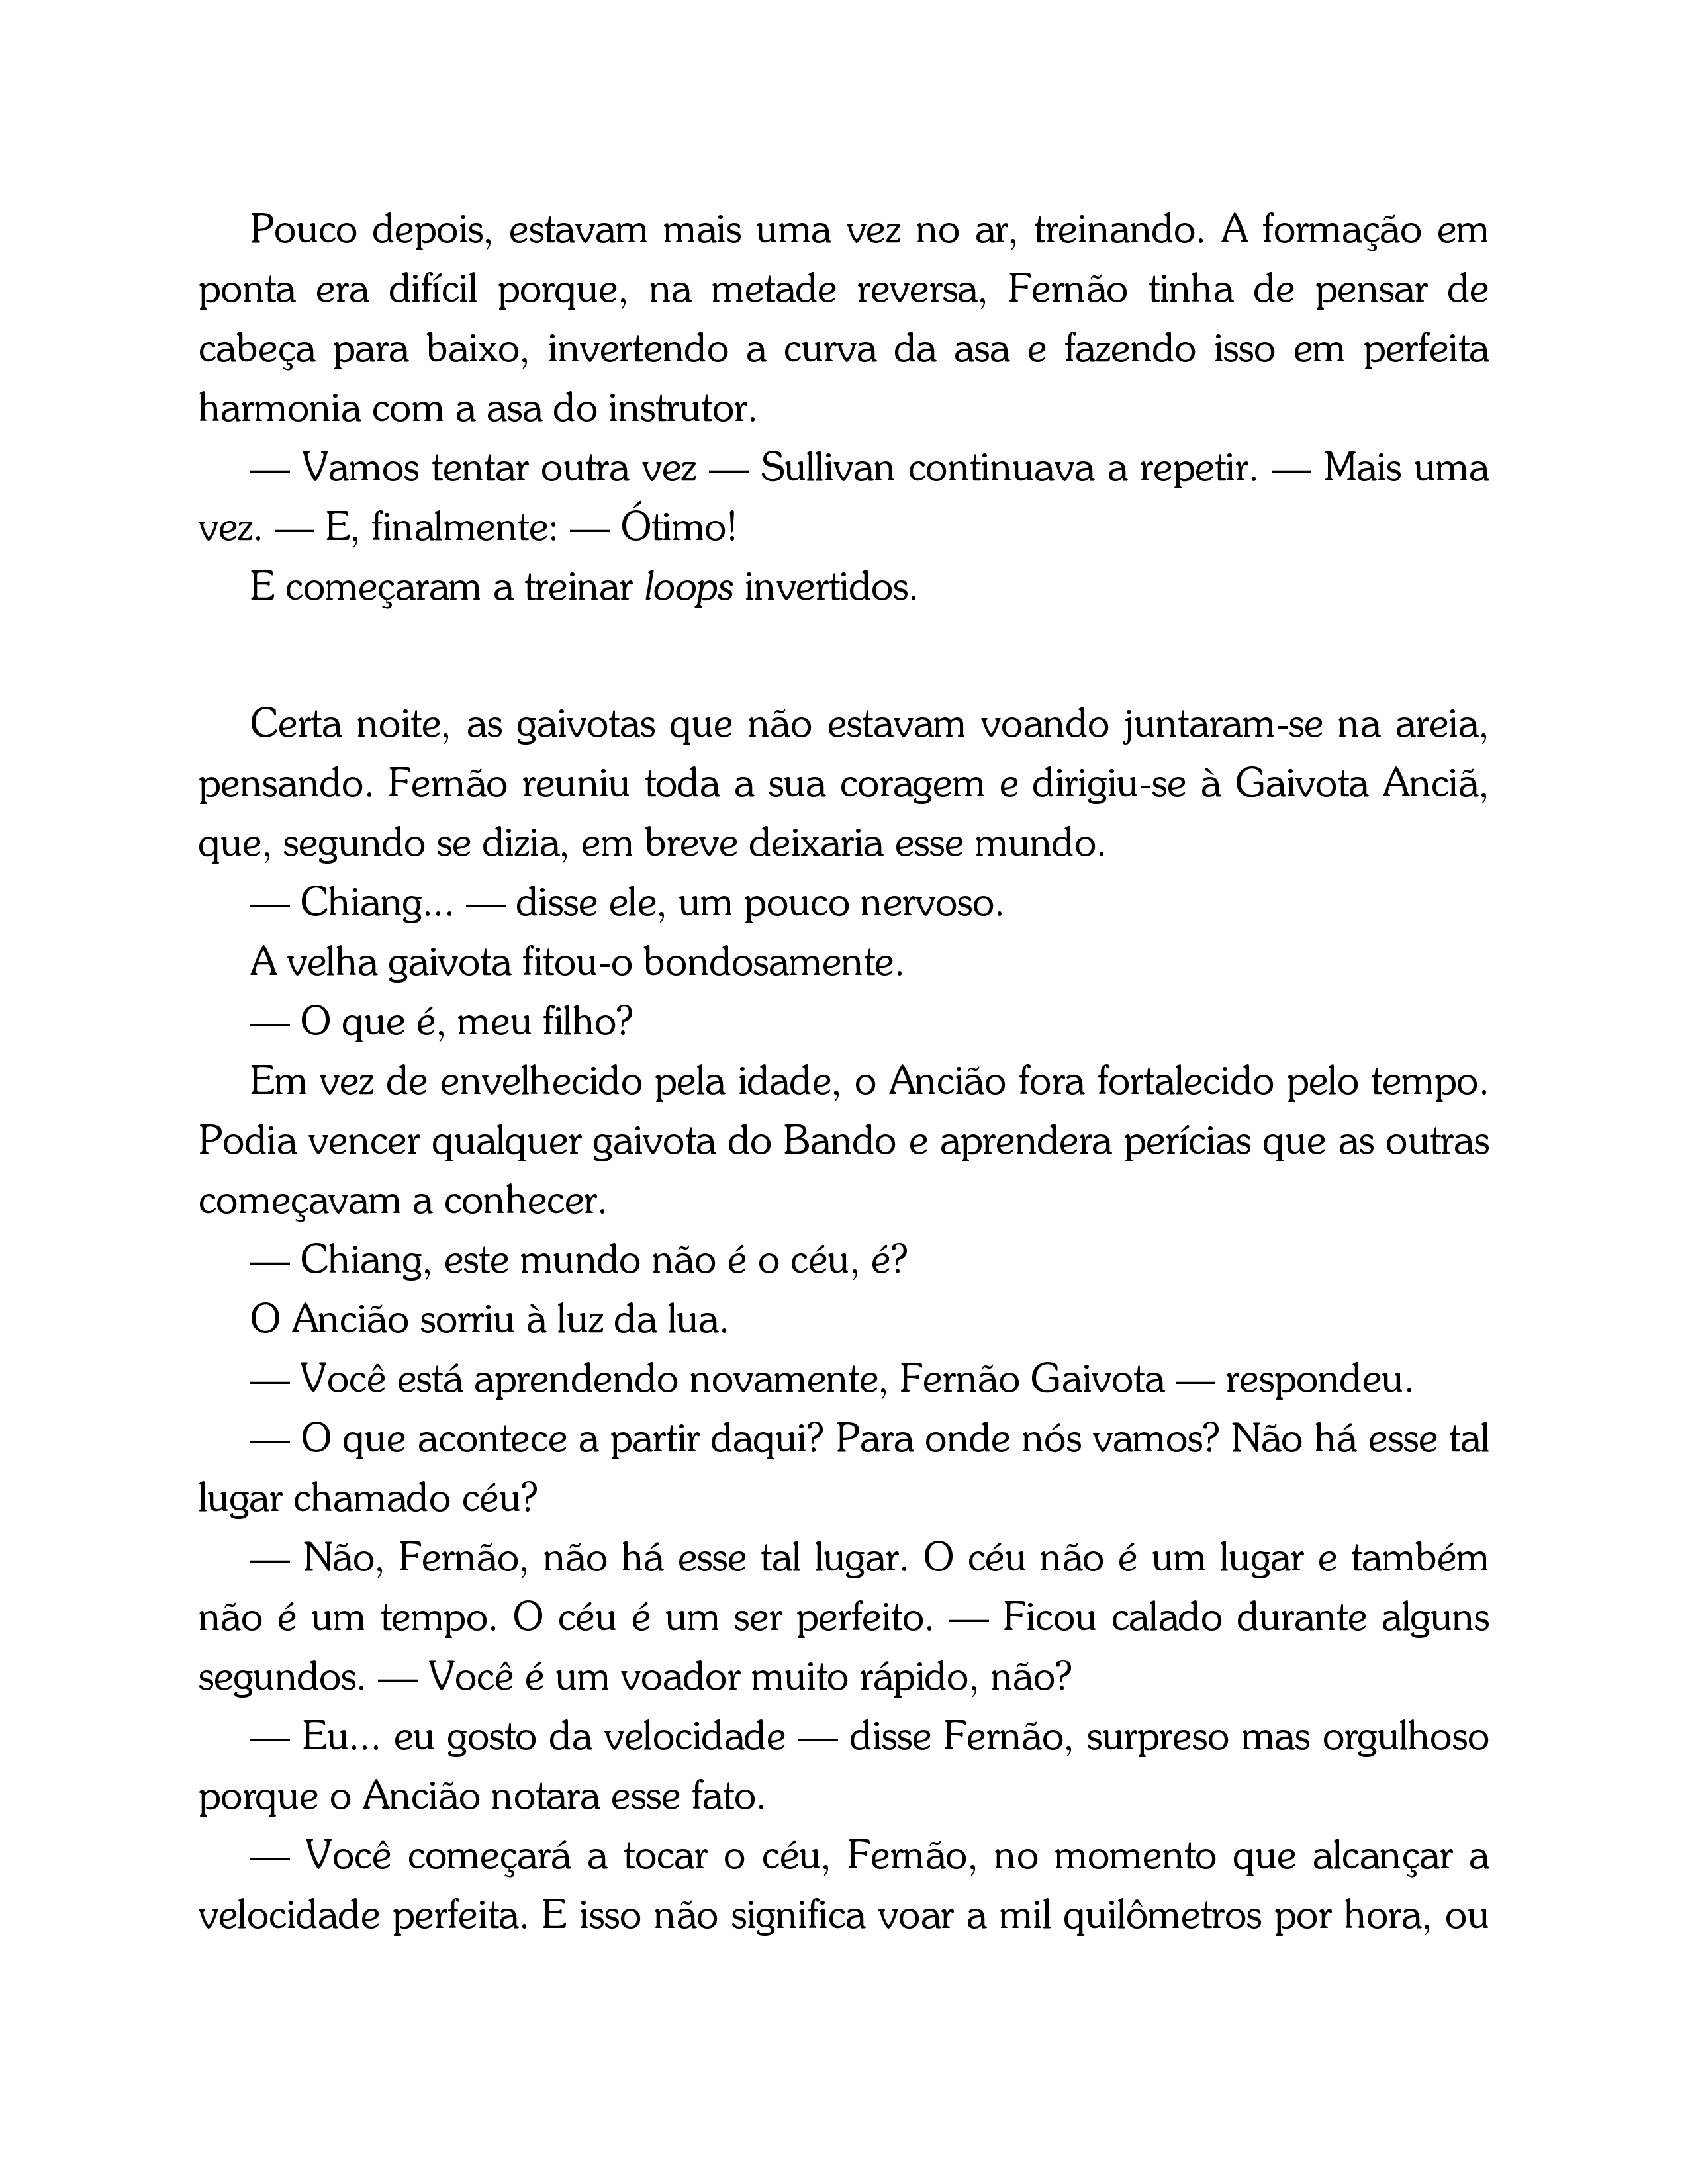 Pouco depois, estavam mais uma vez no ar, treinando. A formação em
ponta era difícil porque, na metade reversa, Fernão tinha de pensar de
cabeça para baixo, invertendo a curva da asa e fazendo isso em perfeita
harmonia com a asa do instrutor.
— Vamos tentar outra vez — Sullivan continuava a repetir. — Mais uma
vez. — E, finalmente: — Ótimo!
E começaram a treinar loops invertidos.
Certa noite, as gaivotas que não estavam voando juntaram-se na areia,
pensando. Fernão reuniu toda a sua coragem e dirigiu-se à Gaivota Anciã,
que, segundo se dizia, em breve deixaria esse mundo.
— Chiang... — disse ele, um pouco nervoso.
A velha gaivota fitou-o bondosamente.
— O que é, meu filho?
Em vez de envelhecido pela idade, o Ancião fora fortalecido pelo tempo.
Podia vencer qualquer gaivota do Bando e aprendera perícias que as outras
começavam a conhecer.
— Chiang, este mundo não é o céu, é?
O Ancião sorriu à luz da lua.
— Você está aprendendo novamente, Fernão Gaivota — respondeu.
— O que acontece a partir daqui? Para onde nós vamos? Não há esse tal
lugar chamado céu?
— Não, Fernão, não há esse tal lugar. O céu não é um lugar e também
não é um tempo. O céu é um ser perfeito. — Ficou calado durante alguns
segundos. — Você é um voador muito rápido, não?
— Eu... eu gosto da velocidade — disse Fernão, surpreso mas orgulhoso
porque o Ancião notara esse fato.
— Você começará a tocar o céu, Fernão, no momento que alcançar a
velocidade perfeita. E isso não significa voar a mil quilômetros por hora, ou